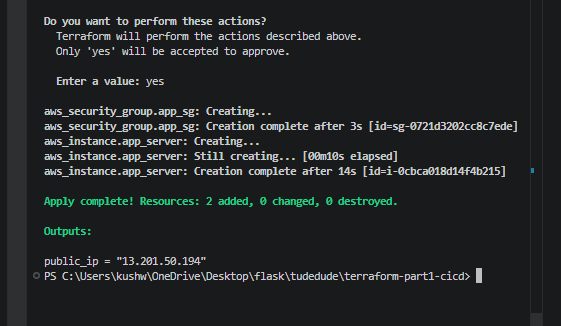 Do you want to perform these actions?
Terraform will perform the actions described above.
Only 'yes' will be accepted to approve.
Enter a value: yes
aws_security_group.app_sg: Creating...
aws_security_group.app_sg: Creation complete after 3s [id=sg-0721d3202cc8c7ede]
aws_instance.app_server: Creating...
aws_instance.app_server: Still creating... [00m10s elapsed]
aws_instance.app_server: Creation complete after 14s [id=i-0cbca018d14f4b215]
Apply complete! Resources: 2 added, 0 changed, 0 destroyed.
Outputs:
public_ip = "13.201.50.194"
PS C:\Users\kushw\OneDrive\Desktop\flask\tudedude\terraform-part1-cicd>